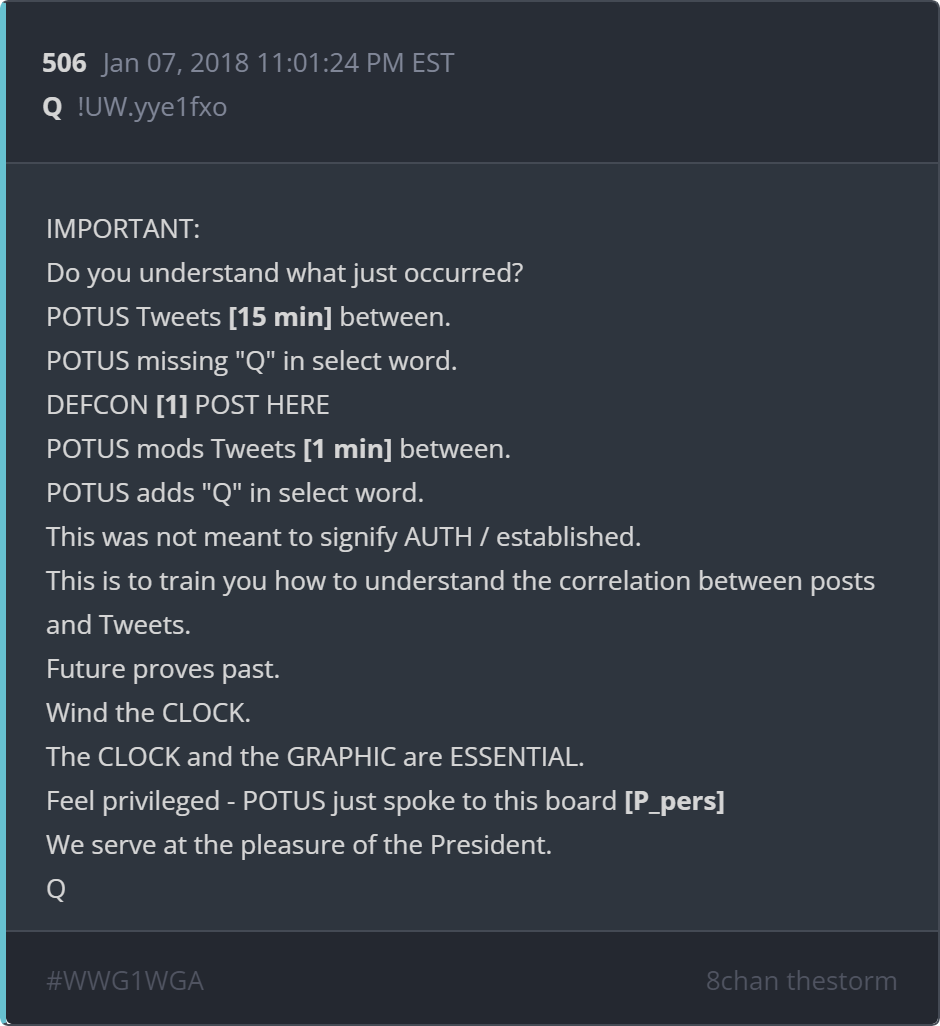 506 Jan 07, 2018 11:01:24 PM EST
Q !UW.yye1fxo
IMPORTANT:
Do you understand what just occurred?
POTUS Tweets [15 min] between.
POTUS missing "Q" in select word.
DEFCON [1] POST HERE
POTUS mods Tweets [1 min] between.
POTUS adds "Q" in select word.
This was not meant to signify AUTH / established.
This is to train you how to understand the correlation between posts
and Tweets.
Future proves past.
Wind the CLOCK.
The CLOCK and the GRAPHIC are ESSENTIAL.
Feel privileged - POTUS just spoke to this board [P_pers]
We serve at the pleasure of the President.
Q
#WWG1WGA 8chan thestorm